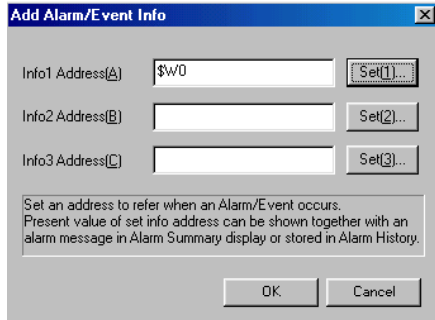 Add Alarm/Event Info
Info1 Address(A) $W0 Set(1)...
Info2 Address(B) Set(2)...
Info3 Address(C) Set(3)...
Set an address to refer when an Alarm/Event occurs.
Present value of set info address can be shown together with an
alarm message in Alarm Summary display or stored in Alarm History.
OK Cancel